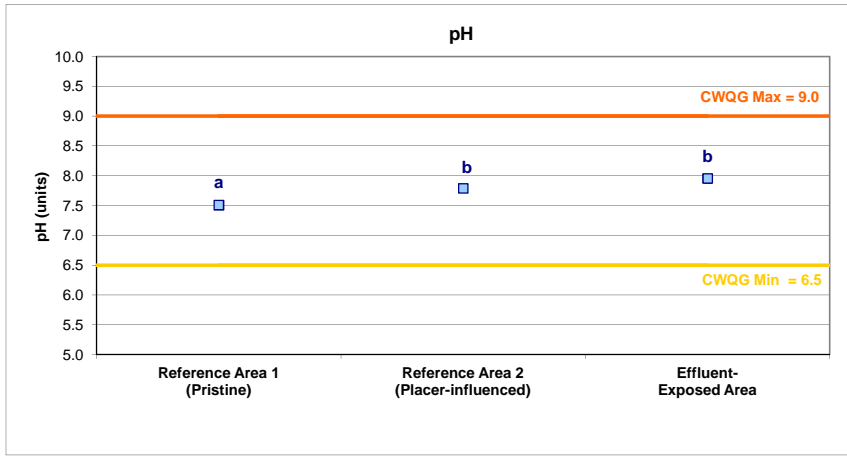 pH
10.0
9.5
CWQG Max = 9.0
9.0
8.5
b
b
a
8.0
7.5
pH (units)
7.0
6.5
CWQG Min  = 6.5
6.0
5.5
5.0
Reference Area 1
(Pristine)
Reference Area 2
(Placer-influenced)
Effluent-
Exposed Area